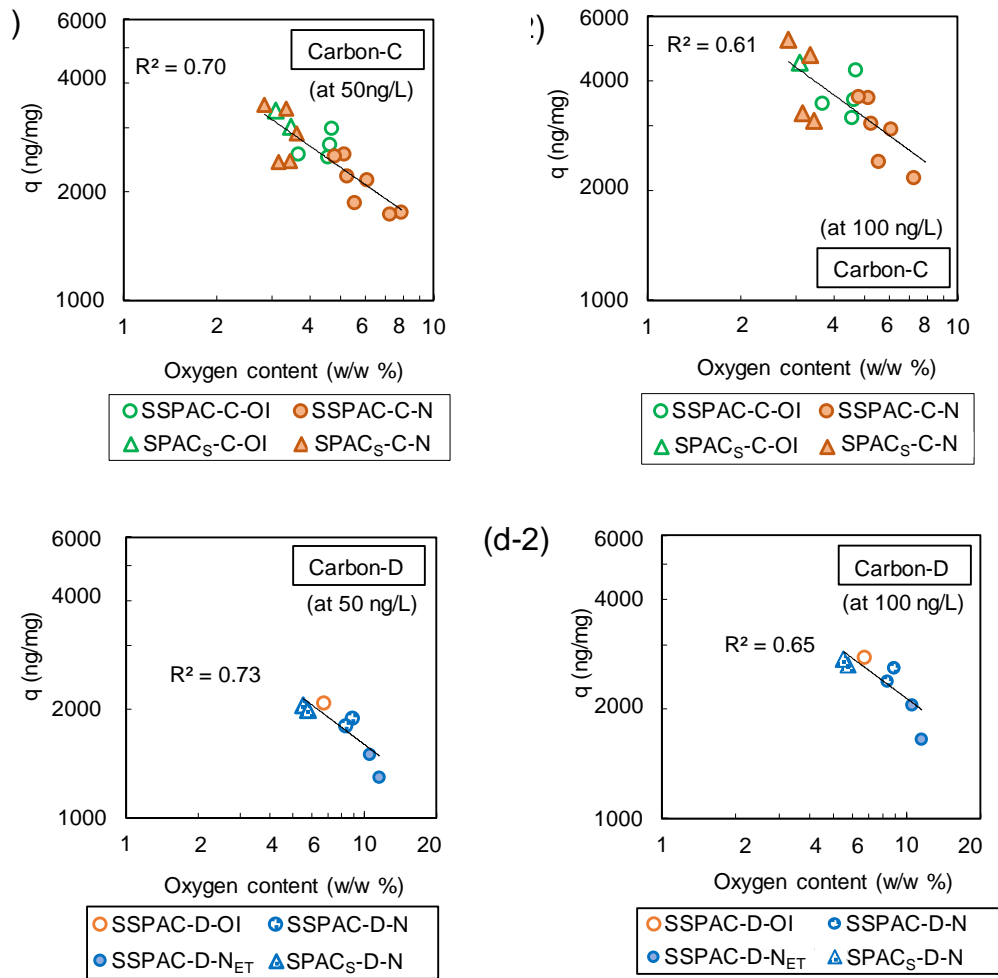 )
6000
4000
2000
1000
q (ng/mg)
R² = 0.70
Carbon-C
(at 50ng/L)
1
2
4
6
8
10
Oxygen content (w/w %)
SSPAC-C-OI
SSPAC-C-N
SPACS-C-OI
SPACS-C-N
2)
6000
4000
2000
1000
q (ng/mg)
R² = 0.61
(at 100 ng/L)
Carbon-C
1
2
4
6
8
10
Oxygen content (w/w %)
SSPAC-C-OI
SSPAC-C-N
SPACS-C-OI
SPACS-C-N
6000
4000
2000
1000
q (ng/mg)
Carbon-D
(at 50 ng/L)
R² = 0.73
1
2
4
6
8
10
20
Oxygen content (w/w %)
SSPAC-D-OI
SSPAC-D-N
SSPAC-D-NET
SPACS-D-N
(d-2)
6000
4000
2000
1000
q (ng/mg)
Carbon-D
(at 100 ng/L)
R² = 0.65
1
2
4
6
8
10
20
Oxygen content (w/w %)
SSPAC-D-OI
SSPAC-D-N
SSPAC-D-NET
SPACS-D-N